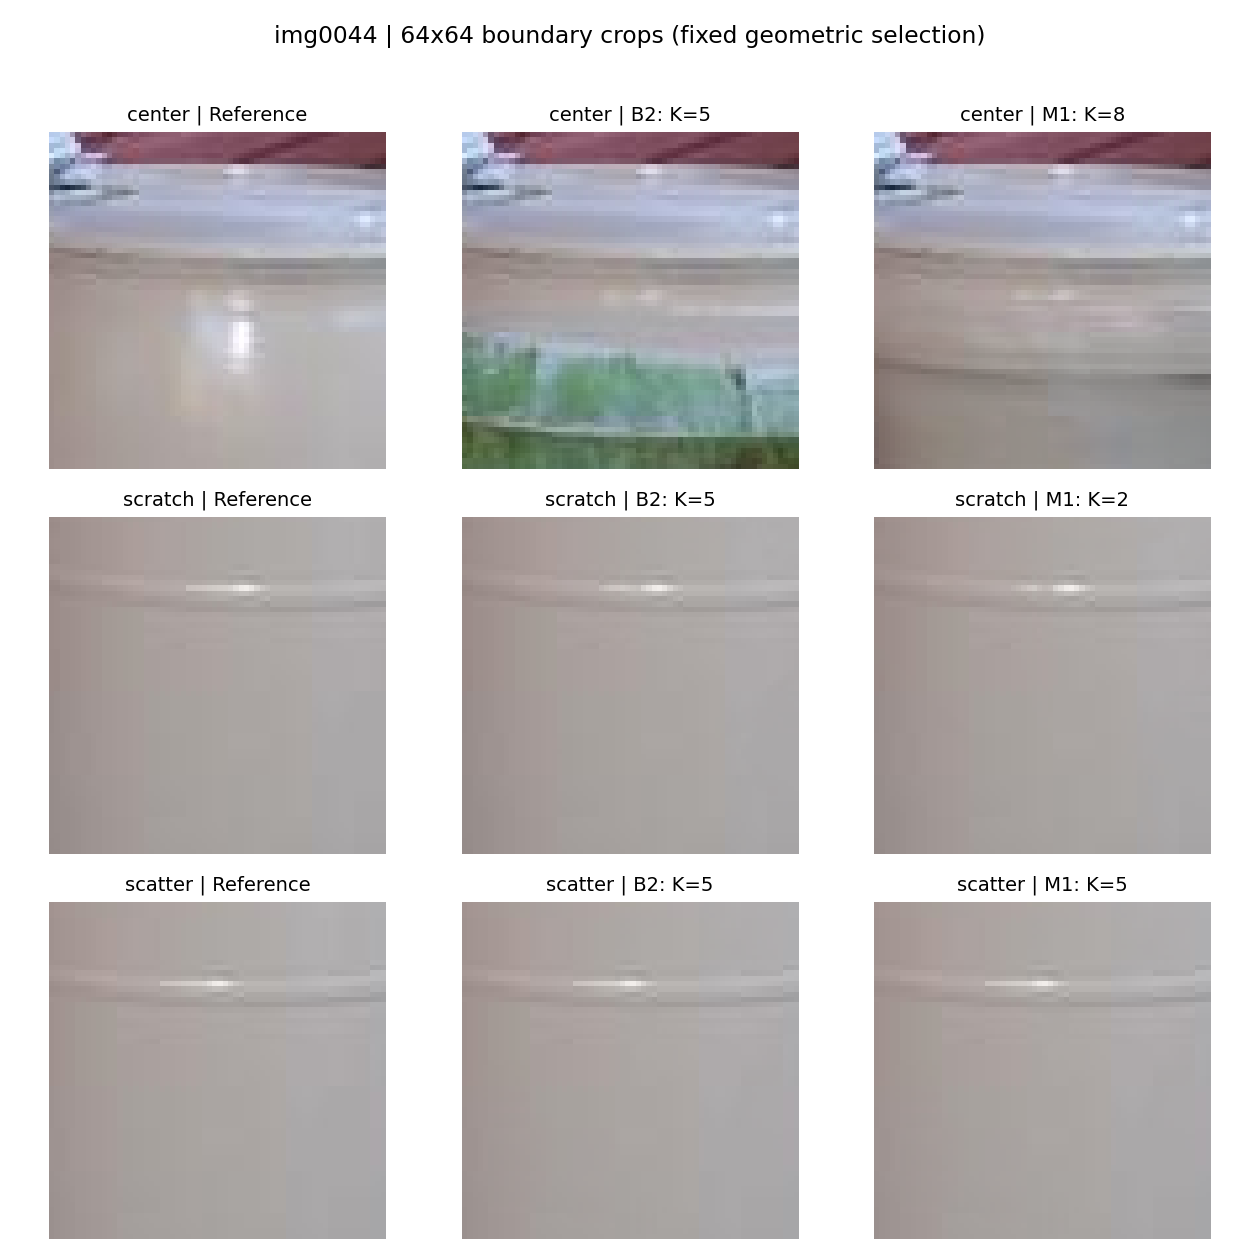 img0044 | 64x64 boundary crops (fixed geometric selection)
center | Reference
center | B2: K=5
center | M1: K=8
scratch | Reference
scratch | B2: K=5
scratch | M1: K=2
scatter | Reference
scatter | B2: K=5
scatter | M1: K=5